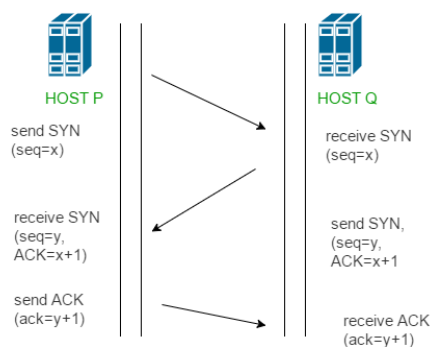 HOST P
HOST Q
send SYN
(seq=x)
receive SYN
(seq=x)
receive SYN
(seq=y,
ACK=x+1)
send SYN,
(seq=y,
ACK=x+1
send ACK
(ack=y+1)
receive ACK
(ack=y+1)